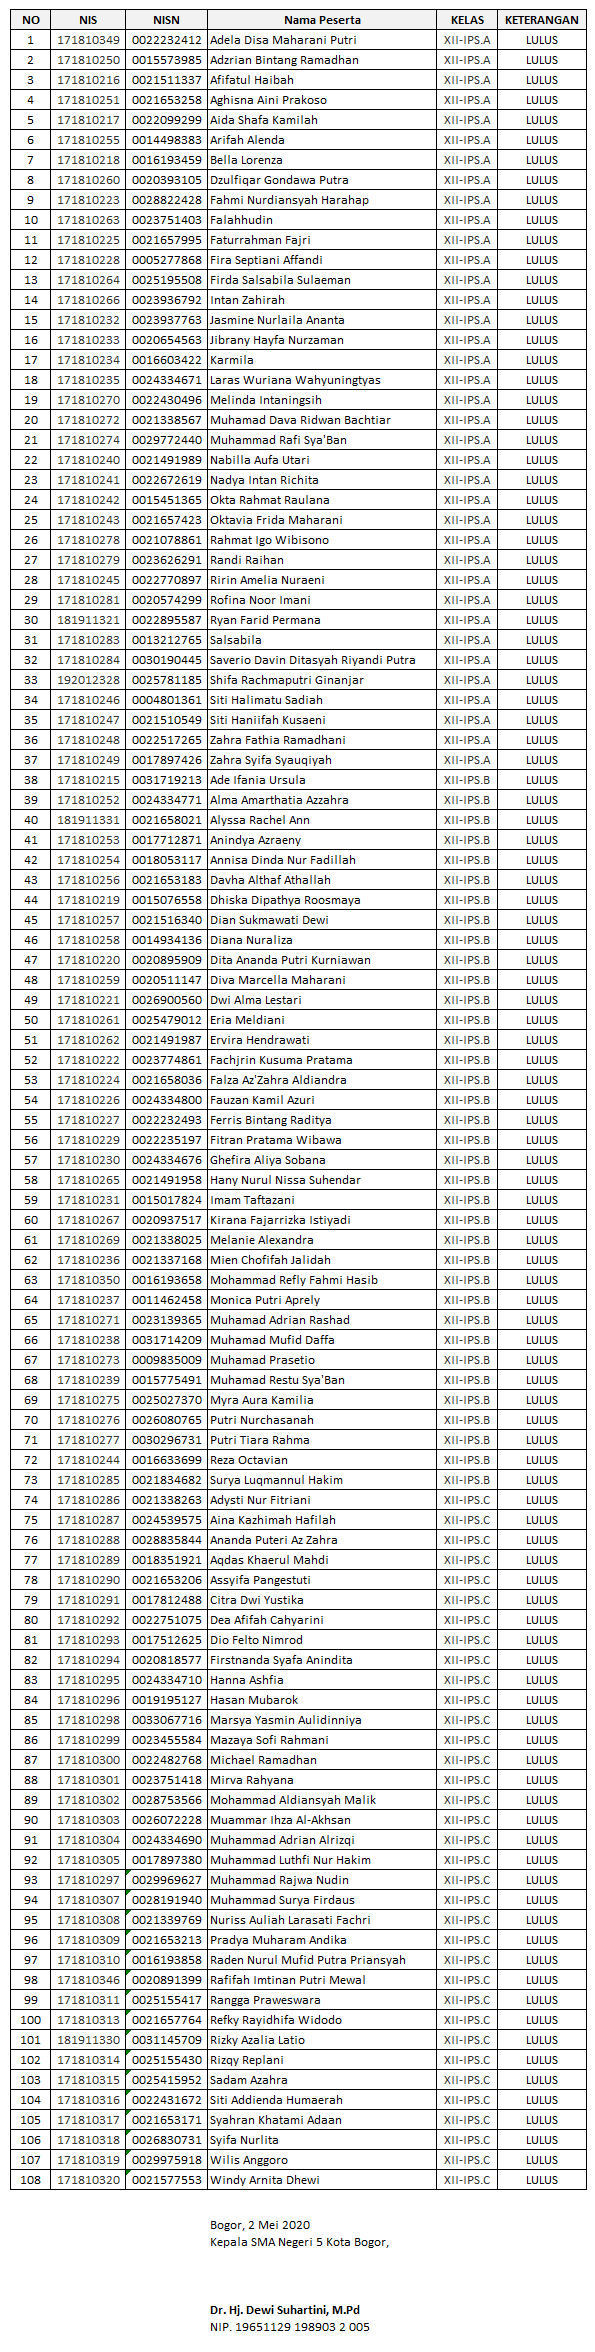 NO NIS NISN Nama Peserta KELAS KETERANGAN
1 171810349 0022232412 Adela Disa Maharani Putri XII-IPS.A LULUS
2 171810250 0015573985 Adzrian Bintang Ramadhan XII-IPS.A LULUS
3 171810216 0021511337 Afifatul Haibah XII-IPS.A LULUS
4 171810251 0021653258 Aghisna Aini Prakoso XII-IPS.A LULUS
5 171810217 0022099299 Aida Shafa Kamilah XII-IPS.A LULUS
6 171810255 0014498383 Arifah Alenda XII-IPS.A LULUS
7 171810218 0016193459 Bella Lorenza XII-IPS.A LULUS
8 171810260 0020393105 Dzulfiqar Gondawa Putra XII-IPS.A LULUS
9 171810223 0028822428 Fahmi Nurdiansyah Harahap XII-IPS.A LULUS
10 171810263 0023751403 Falahhudin XII-IPS.A LULUS
11 171810225 0021657995 Faturrahman Fajri XII-IPS.A LULUS
12 171810228 0005277868 Fira Septiani Affandi XII-IPS.A LULUS
13 171810264 0025195508 Firda Salsabila Sulaeman XII-IPS.A LULUS
14 171810266 0023936792 Intan Zahirah XII-IPS.A LULUS
15 171810232 0023937763 Jasmine Nurlaila Ananta XII-IPS.A LULUS
16 171810233 0020654563 Jibrany Hayfa Nurzaman XII-IPS.A LULUS
17 171810234 0016603422 Karmila XII-IPS.A LULUS
18 171810235 0024334671 Laras Wuriana Wahyuningtyas XII-IPS.A LULUS
19 171810270 0022430496 Melinda Intaningsih XII-IPS.A LULUS
20 171810272 0021338567 Muhamad Dava Ridwan Bachtiar XII-IPS.A LULUS
21 171810274 0029772440 Muhammad Rafi Sya'Ban XII-IPS.A LULUS
22 171810240 0021491989 Nabilla Aufa Utari XII-IPS.A LULUS
23 171810241 0022672619 Nadya Intan Richita XII-IPS.A LULUS
24 171810242 0015451365 Okta Rahmat Raulana XII-IPS.A LULUS
25 171810243 0021657423 Oktavia Frida Maharani XII-IPS.A LULUS
26 171810278 0021078861 Rahmat Igo Wibisono XII-IPS.A LULUS
27 171810279 0023626291 Randi Raihan XII-IPS.A LULUS
28 171810245 0022770897 Ririn Amelia Nuraeni XII-IPS.A LULUS
29 171810281 0020574299 Rofina Noor Imani XII-IPS.A LULUS
30 181911321 0022895587 Ryan Farid Permana XII-IPS.A LULUS
31 171810283 0013212765 Salsabila XII-IPS.A LULUS
32 171810284 0030190445 Saverio Davin Ditasyah Riyandi Putra XII-IPS.A LULUS
33 192012328 0025781185 Shifa Rachmaputri Ginanjar XII-IPS.A LULUS
34 171810246 0004801361 Siti Halimatu Sadiah XII-IPS.A LULUS
35 171810247 0021510549 Siti Haniifah Kusaeni XII-IPS.A LULUS
36 171810248 0022517265 Zahra Fathia Ramadhani XII-IPS.A LULUS
37 171810249 0017897426 Zahra Syifa Syauqiyah XII-IPS.A LULUS
38 171810215 0031719213 Ade Ifania Ursula XII-IPS.B LULUS
39 171810252 0024334771 Alma Amarthatia Azzahra XII-IPS.B LULUS
40 181911331 0021658021 Alyssa Rachel Ann XII-IPS.B LULUS
41 171810253 0017712871 Anindya Azraeny XII-IPS.B LULUS
42 171810254 0018053117 Annisa Dinda Nur Fadillah XII-IPS.B LULUS
43 171810256 0021653183 Davha Althaf Athallah XII-IPS.B LULUS
44 171810219 0015076558 Dhiska Dipathya Roosmaya XII-IPS.B LULUS
45 171810257 0021516340 Dian Sukmawati Dewi XII-IPS.B LULUS
46 171810258 0014934136 Diana Nuraliza XII-IPS.B LULUS
47 171810220 0020895909 Dita Ananda Putri Kurniawan XII-IPS.B LULUS
48 171810259 0020511147 Diva Marcella Maharani XII-IPS.B LULUS
49 171810221 0026900560 Dwi Alma Lestari XII-IPS.B LULUS
50 171810261 0025479012 Eria Meldiani XII-IPS.B LULUS
51 171810262 0021491987 Ervira Hendrawati XII-IPS.B LULUS
52 171810222 0023774861 Fachjrin Kusuma Pratama XII-IPS.B LULUS
53 171810224 0021658036 Falza Az'Zahra Aldiandra XII-IPS.B LULUS
54 171810226 0024334800 Fauzan Kamil Azuri XII-IPS.B LULUS
55 171810227 0022232493 Ferris Bintang Raditya XII-IPS.B LULUS
56 171810229 0022235197 Fitran Pratama Wibawa XII-IPS.B LULUS
57 171810230 0024334676 Ghefira Aliya Sobana XII-IPS.B LULUS
58 171810265 0021491958 Hany Nurul Nissa Suhendar XII-IPS.B LULUS
59 171810231 0015017824 Imam Taftazani XII-IPS.B LULUS
60 171810267 0020937517 Kirana Fajarrizka Istiyadi XII-IPS.B LULUS
61 171810269 0021338025 Melanie Alexandra XII-IPS.B LULUS
62 171810236 0021337168 Mien Chofifah Jalidah XII-IPS.B LULUS
63 171810350 0016193658 Mohammad Refly Fahmi Hasib XII-IPS.B LULUS
64 171810237 0011462458 Monica Putri Aprely XII-IPS.B LULUS
65 171810271 0023139365 Muhamad Adrian Rashad XII-IPS.B LULUS
66 171810238 0031714209 Muhamad Mufid Daffa XII-IPS.B LULUS
67 171810273 0009835009 Muhamad Prasetio XII-IPS.B LULUS
68 171810239 0015775491 Muhamad Restu Sya'Ban XII-IPS.B LULUS
69 171810275 0025027370 Myra Aura Kamilia XII-IPS.B LULUS
70 171810276 0026080765 Putri Nurchasanah XII-IPS.B LULUS
71 171810277 0030296731 Putri Tiara Rahma XII-IPS.B LULUS
72 171810244 0016633699 Reza Octavian XII-IPS.B LULUS
73 171810285 0021834682 Surya Luqmannul Hakim XII-IPS.B LULUS
74 171810286 0021338263 Adysti Nur Fitriani XII-IPS.C LULUS
75 171810287 0024539575 Aina Kazhimah Hafilah XII-IPS.C LULUS
76 171810288 0028835844 Ananda Puteri Az Zahra XII-IPS.C LULUS
77 171810289 0018351921 Aqdas Khaerul Mahdi XII-IPS.C LULUS
78 171810290 0021653206 Assyifa Pangestuti XII-IPS.C LULUS
79 171810291 0017812488 Citra Dwi Yustika XII-IPS.C LULUS
80 171810292 0022751075 Dea Afifah Cahyarini XII-IPS.C LULUS
81 171810293 0017512625 Dio Felto Nimrod XII-IPS.C LULUS
82 171810294 0020818577 Firstnanda Syafa Anindita XII-IPS.C LULUS
83 171810295 0024334710 Hanna Ashfia XII-IPS.C LULUS
84 171810296 0019195127 Hasan Mubarok XII-IPS.C LULUS
85 171810298 0033067716 Marsya Yasmin Aulidinniya XII-IPS.C LULUS
86 171810299 0023455584 Mazaya Sofi Rahmani XII-IPS.C LULUS
87 171810300 0022482768 Michael Ramadhan XII-IPS.C LULUS
88 171810301 0023751418 Mirva Rahyana XII-IPS.C LULUS
89 171810302 0028753566 Mohammad Aldiansyah Malik XII-IPS.C LULUS
90 171810303 0026072228 Muammar Ihza Al-Akhsan XII-IPS.C LULUS
91 171810304 0024334690 Muhammad Adrian Alrizqi XII-IPS.C LULUS
92 171810305 0017897380 Muhammad Luthfi Nur Hakim XII-IPS.C LULUS
93 171810297 0029969627 Muhammad Rajwa Nudin XII-IPS.C LULUS
94 171810307 0028191940 Muhammad Surya Firdaus XII-IPS.C LULUS
95 171810308 0021339769 Nuriss Auliah Larasati Fachri XII-IPS.C LULUS
96 171810309 0021653213 Pradya Muharam Andika XII-IPS.C LULUS
97 171810310 0016193858 Raden Nurul Mufid Putra Priansyah XII-IPS.C LULUS
98 171810346 0020891399 Rafifah Imtinan Putri Mewal XII-IPS.C LULUS
99 171810311 0025155417 Rangga Praweswara XII-IPS.C LULUS
100 171810313 0021657764 Refky Rayidhifa Widodo XII-IPS.C LULUS
101 181911330 0031145709 Rizky Azalia Latio XII-IPS.C LULUS
102 171810314 0025155430 Rizqy Replani XII-IPS.C LULUS
103 171810315 0025415952 Sadam Azahra XII-IPS.C LULUS
104 171810316 0022431672 Siti Addienda Humaerah XII-IPS.C LULUS
105 171810317 0021653171 Syahran Khatami Adaan XII-IPS.C LULUS
106 171810318 0026830731 Syifa Nurlita XII-IPS.C LULUS
107 171810319 0029975918 Wilis Anggoro XII-IPS.C LULUS
108 171810320 0021577553 Windy Arnita Dhewi XII-IPS.C LULUS
Bogor, 2 Mei 2020
Kepala SMA Negeri 5 Kota Bogor,
Dr. Hj. Dewi Suhartini, M.Pd
NIP. 19651129 198903 2 005